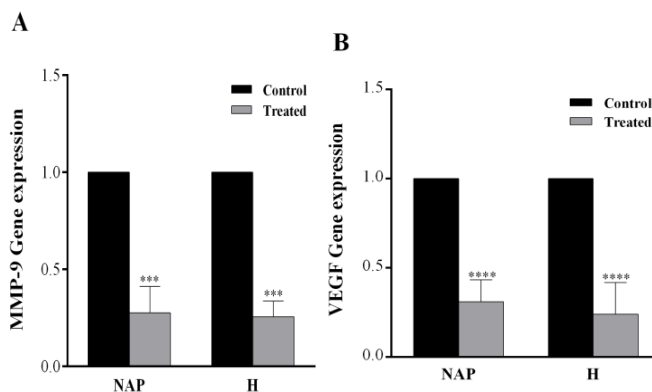 A
MMP-9 Gene expression
1.5
1.0
0.5
0.0
Control
Treated
***
***
NAP
H
B
VEGF Gene expression
1.5
1.0
0.5
0.0
Control
Treated
****
****
NAP
H